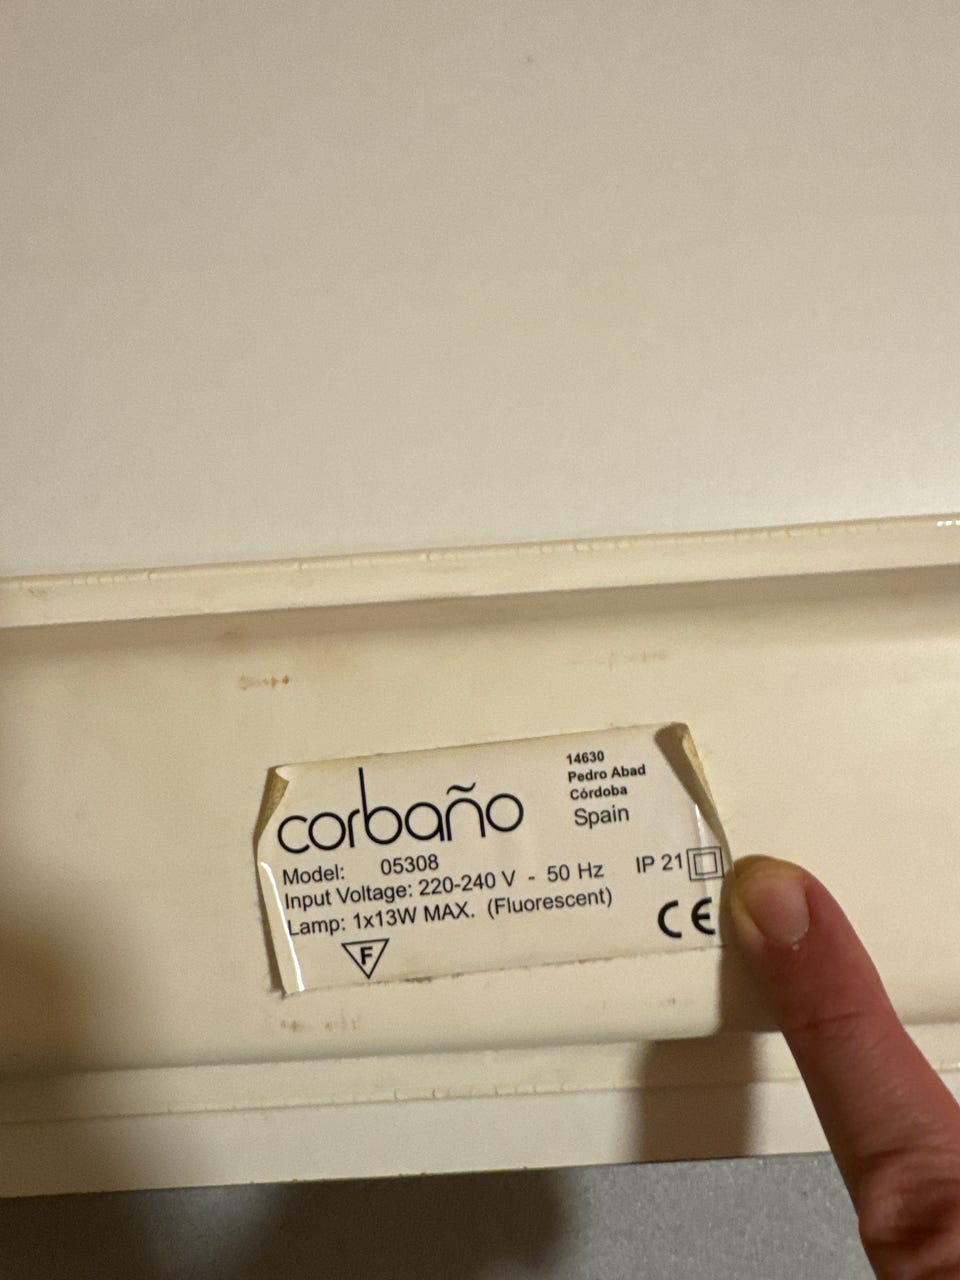 corbaño
14630
Pedro Abad
Córdoba
Spain
Model: 05308
Input Voltage: 220-240 V - 50 Hz
IP 21
Lamp: 1x13W MAX. (Fluorescent)
F
CE